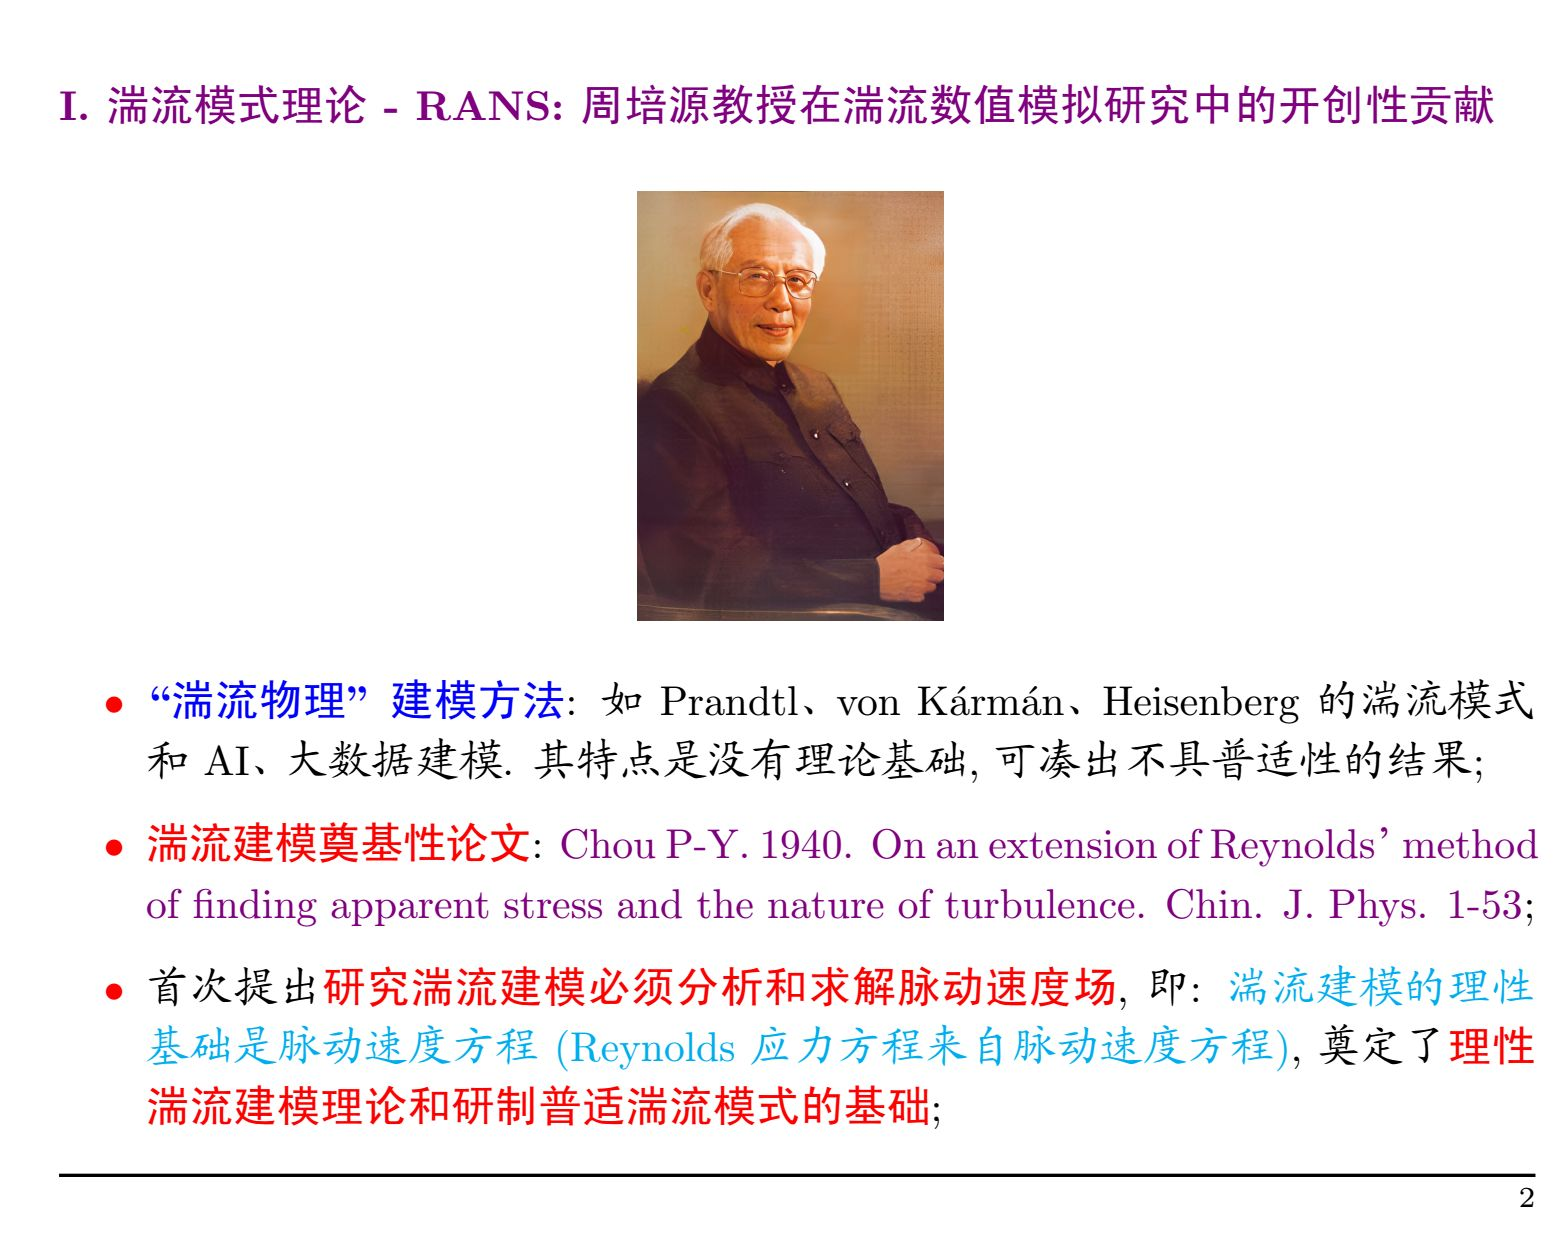 I. 湍流模式理论 - RANS: 周培源教授在湍流数值模拟研究中的开创性贡献
• “湍流物理” 建模方法: 如 Prandtl、von Kármán、Heisenberg 的湍流模式
和 AI、大数据建模. 其特点是没有理论基础, 可凑出不具普适性的结果;
• 湍流建模奠基性论文: Chou P-Y. 1940. On an extension of Reynolds’ method
of finding apparent stress and the nature of turbulence. Chin. J. Phys. 1-53;
• 首次提出研究湍流建模必须分析和求解脉动速度场, 即: 湍流建模的理性
基础是脉动速度方程 (Reynolds 应力方程来自脉动速度方程), 奠定了理性
湍流建模理论和研制普适湍流模式的基础;
2